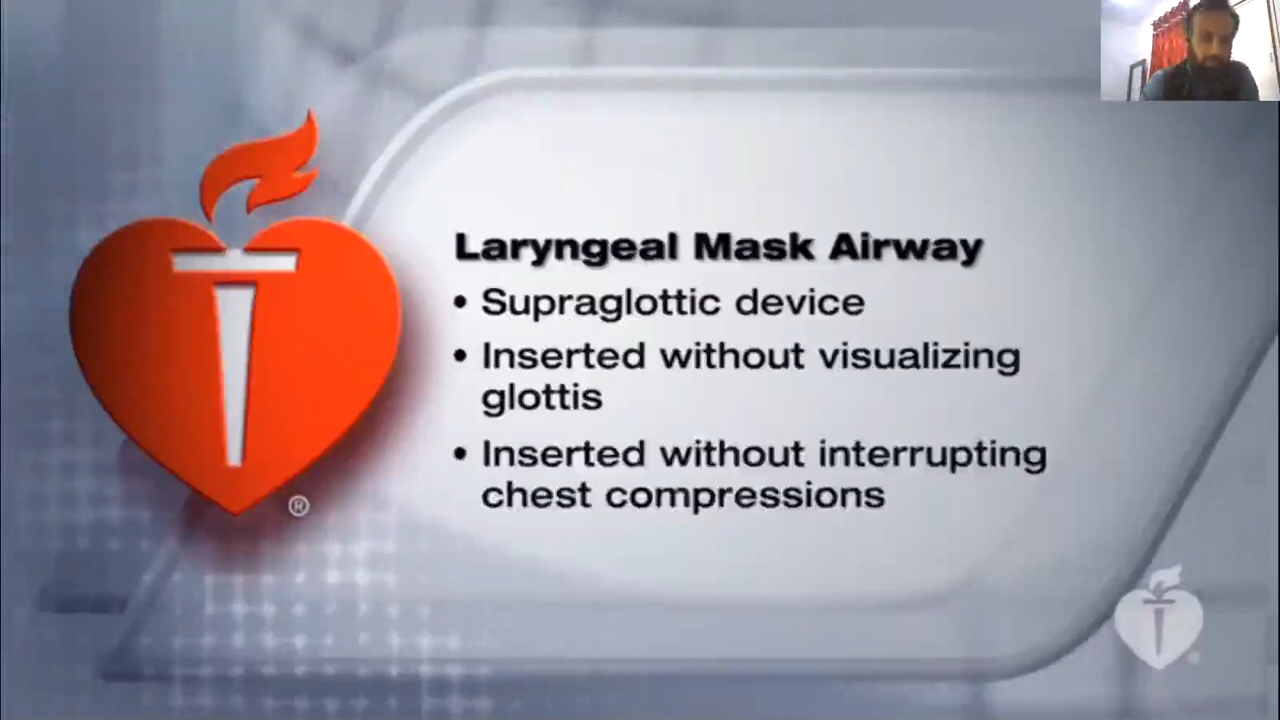 Laryngeal Mask Airway
• Supraglottic device
• Inserted without visualizing
glottis
• Inserted without interrupting
chest compressions
®